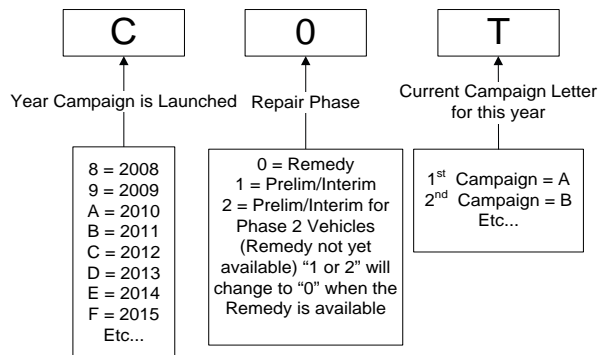 C 0 T
Year Campaign is Launched
Repair Phase
Current Campaign Letter
for this year
8 = 2008
9 = 2009
A = 2010
B = 2011
C = 2012
D = 2013
E = 2014
F = 2015
Etc...
0 = Remedy
1 = Prelim/Interim
2 = Prelim/Interim for
Phase 2 Vehicles
(Remedy not yet
available) “1 or 2” will
change to “0” when the
Remedy is available
1st Campaign = A
2nd Campaign = B
Etc...